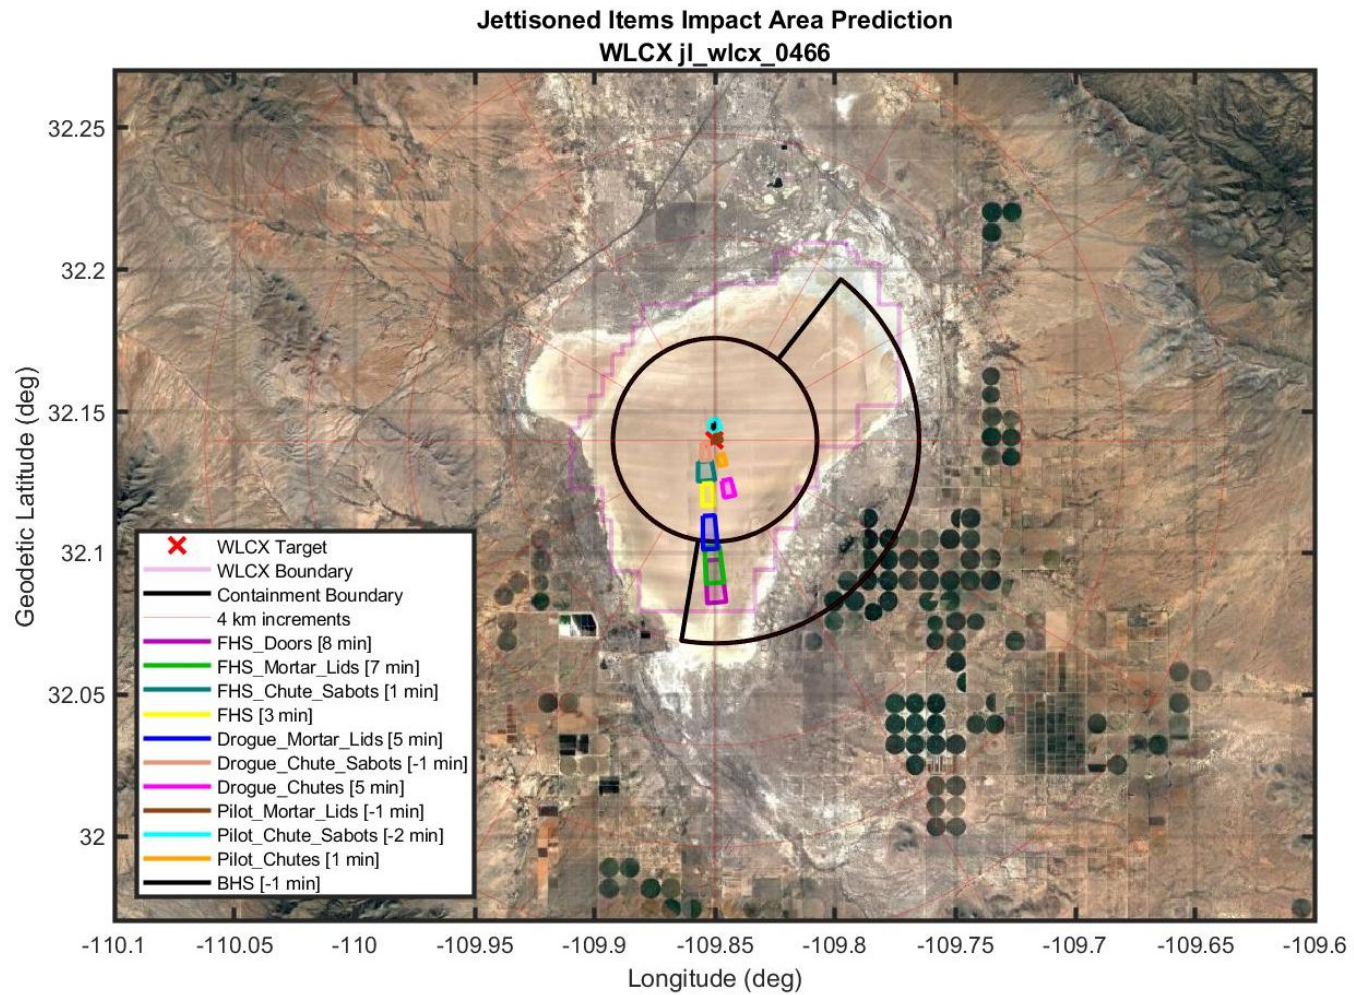 Jettisoned Items Impact Area Prediction
WLCX jl_wlcx_0466
Geodetic Latitude (deg)
32.25
32.2
32.15
32.1
32.05
32
WLCX Target
WLCX Boundary
Containment Boundary
4 km increments
FHS_Doors [8 min]
FHS_Mortar_Lids [7 min]
FHS_Chute_Sabots [1 min]
FHS [3 min]
Drogue_Mortar_Lids [5 min]
Drogue_Chute_Sabots [-1 min]
Drogue_Chutes [5 min]
Pilot_Mortar_Lids [-1 min]
Pilot_Chute_Sabots [-2 min]
Pilot_Chutes [1 min]
BHS [-1 min]
-110.1 -110.05 -110 -109.95 -109.9 -109.85 -109.8 -109.75 -109.7 -109.65 -109.6
Longitude (deg)